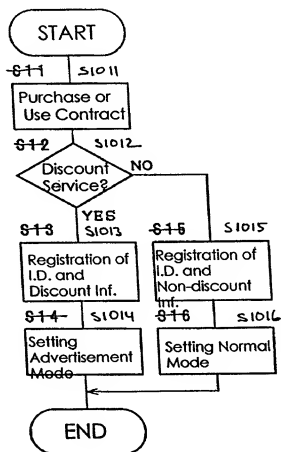 START
S11 S1011
Purchase or
Use Contract
S12 S1012
Discount
Service?
NO
YES
S13 S1013
S15 S1015
Registration of
I.D. and
Discount Inf.
Registration of
I.D. and
Non-discount
Inf.
S14 S1014
S16 S1016
Setting
Advertisement
Mode
Setting Normal
Mode
END